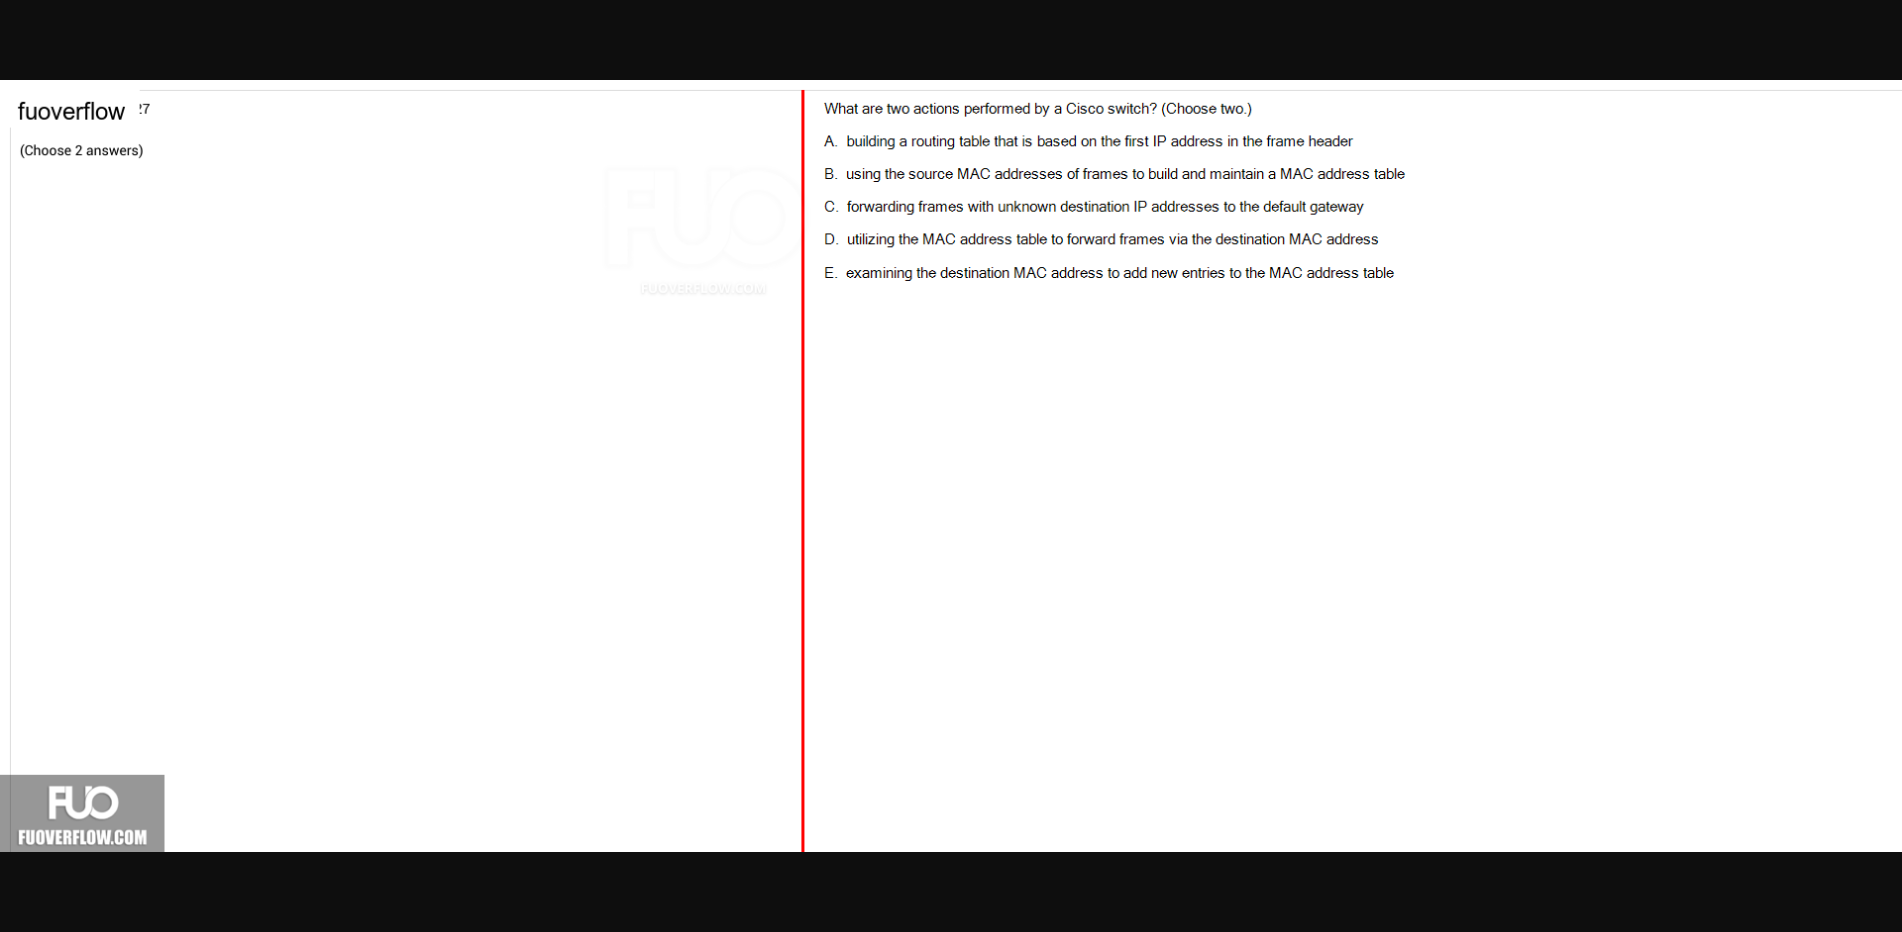 fuoverflow 27
(Choose 2 answers)
FUO
FUOVERFLOW.COM
What are two actions performed by a Cisco switch? (Choose two.)
A. building a routing table that is based on the first IP address in the frame header
B. using the source MAC addresses of frames to build and maintain a MAC address table
C. forwarding frames with unknown destination IP addresses to the default gateway
D. utilizing the MAC address table to forward frames via the destination MAC address
E. examining the destination MAC address to add new entries to the MAC address table
FUO
FUOVERFLOW.COM